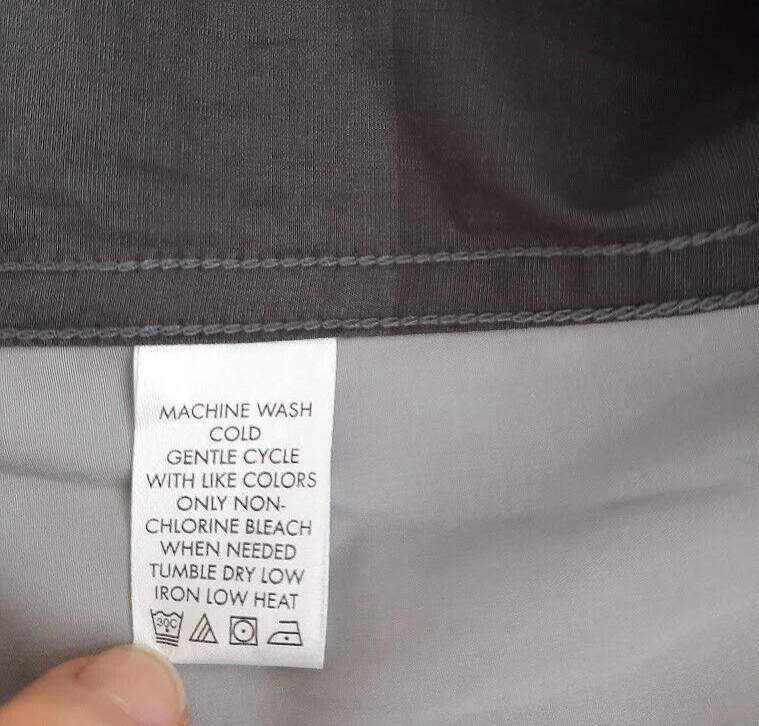 MACHINE WASH
COLD
GENTLE CYCLE
WITH LIKE COLORS
ONLY NON-
CHLORINE BLEACH
WHEN NEEDED
TUMBLE DRY LOW
IRON LOW HEAT
30C